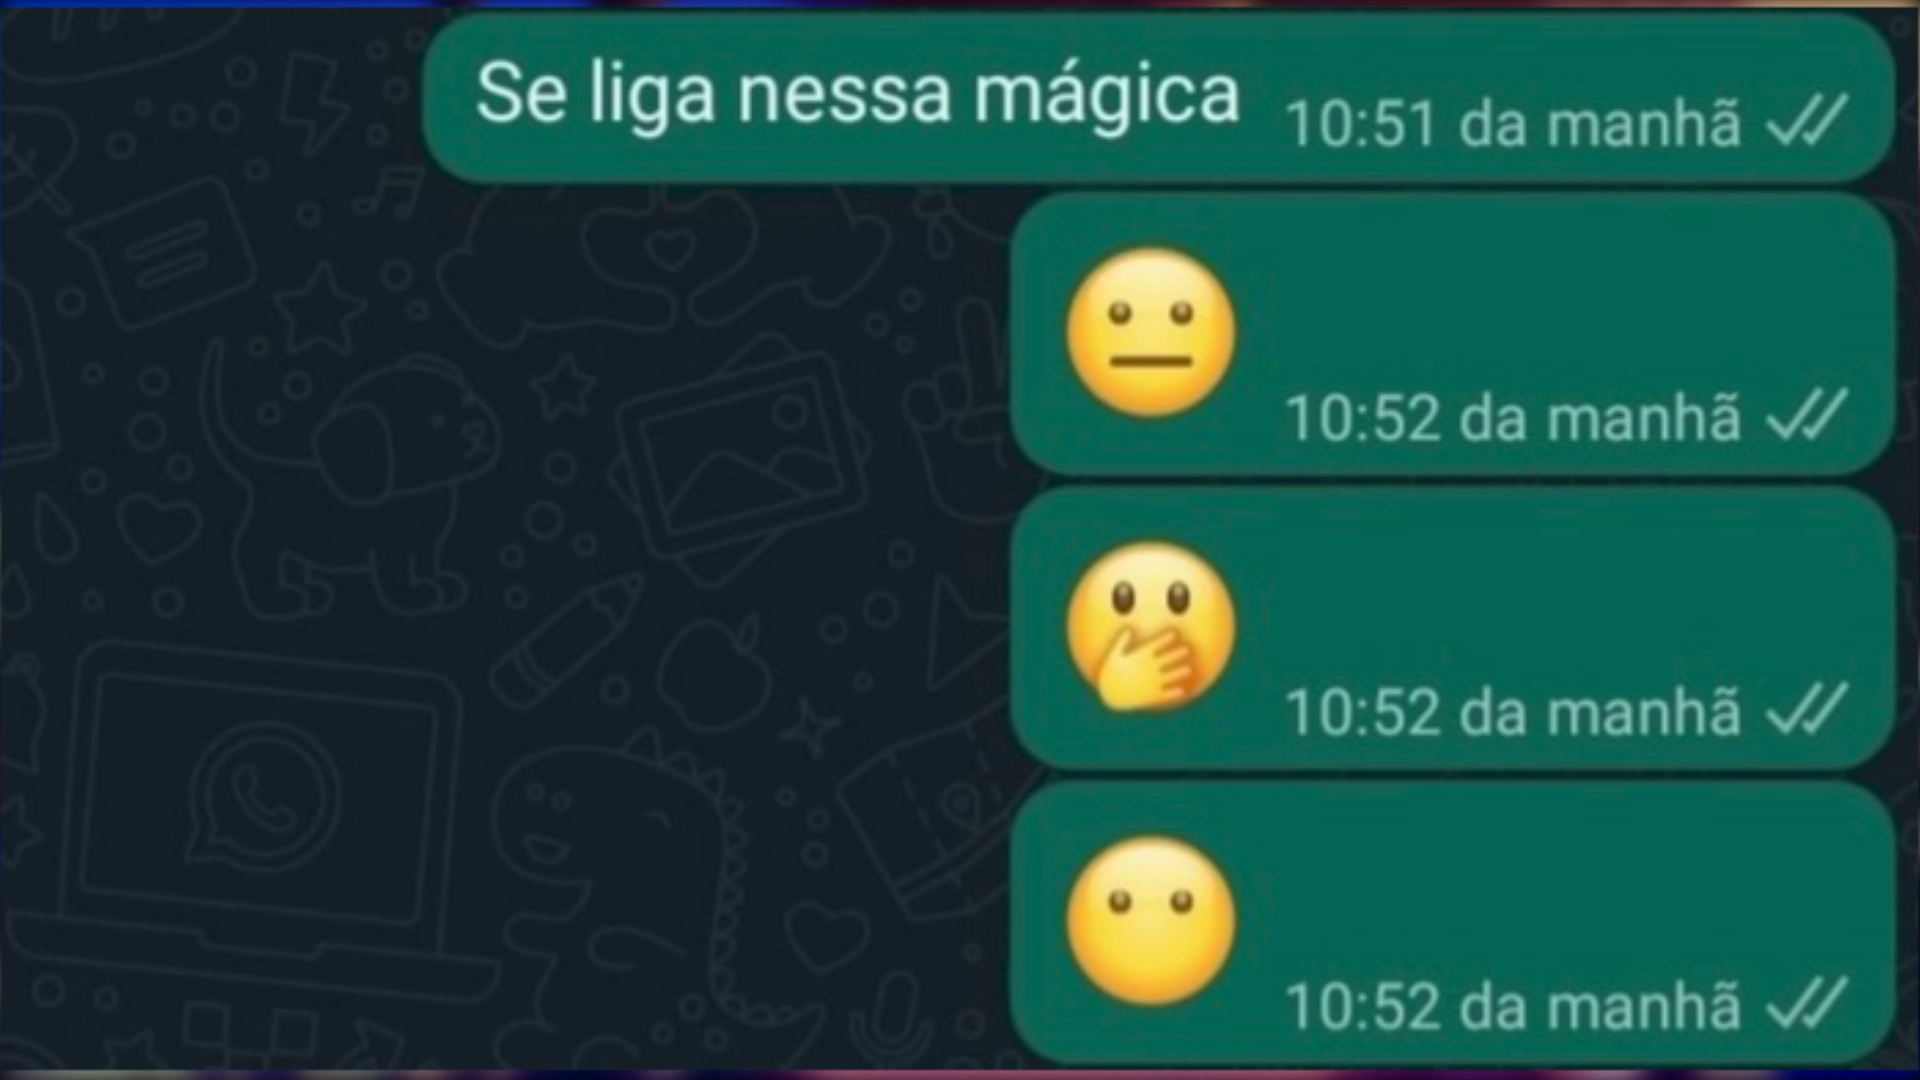 Se liga nessa mágica 10:51 da manhã
😐 10:52 da manhã
🫢 10:52 da manhã
😶 10:52 da manhã